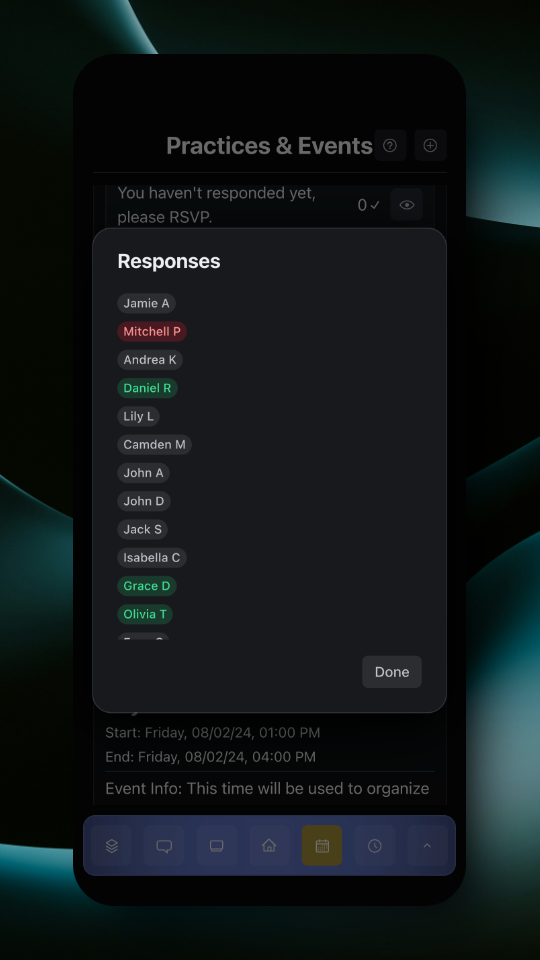 Practices & Events
You haven't responded yet,
please RSVP.
0
Responses
Jamie A
Mitchell P
Andrea K
Daniel R
Lily L
Camden M
John A
John D
Jack S
Isabella C
Grace D
Olivia T
Done
Start: Friday, 08/02/24, 01:00 PM
End: Friday, 08/02/24, 04:00 PM
Event Info: This time will be used to organize